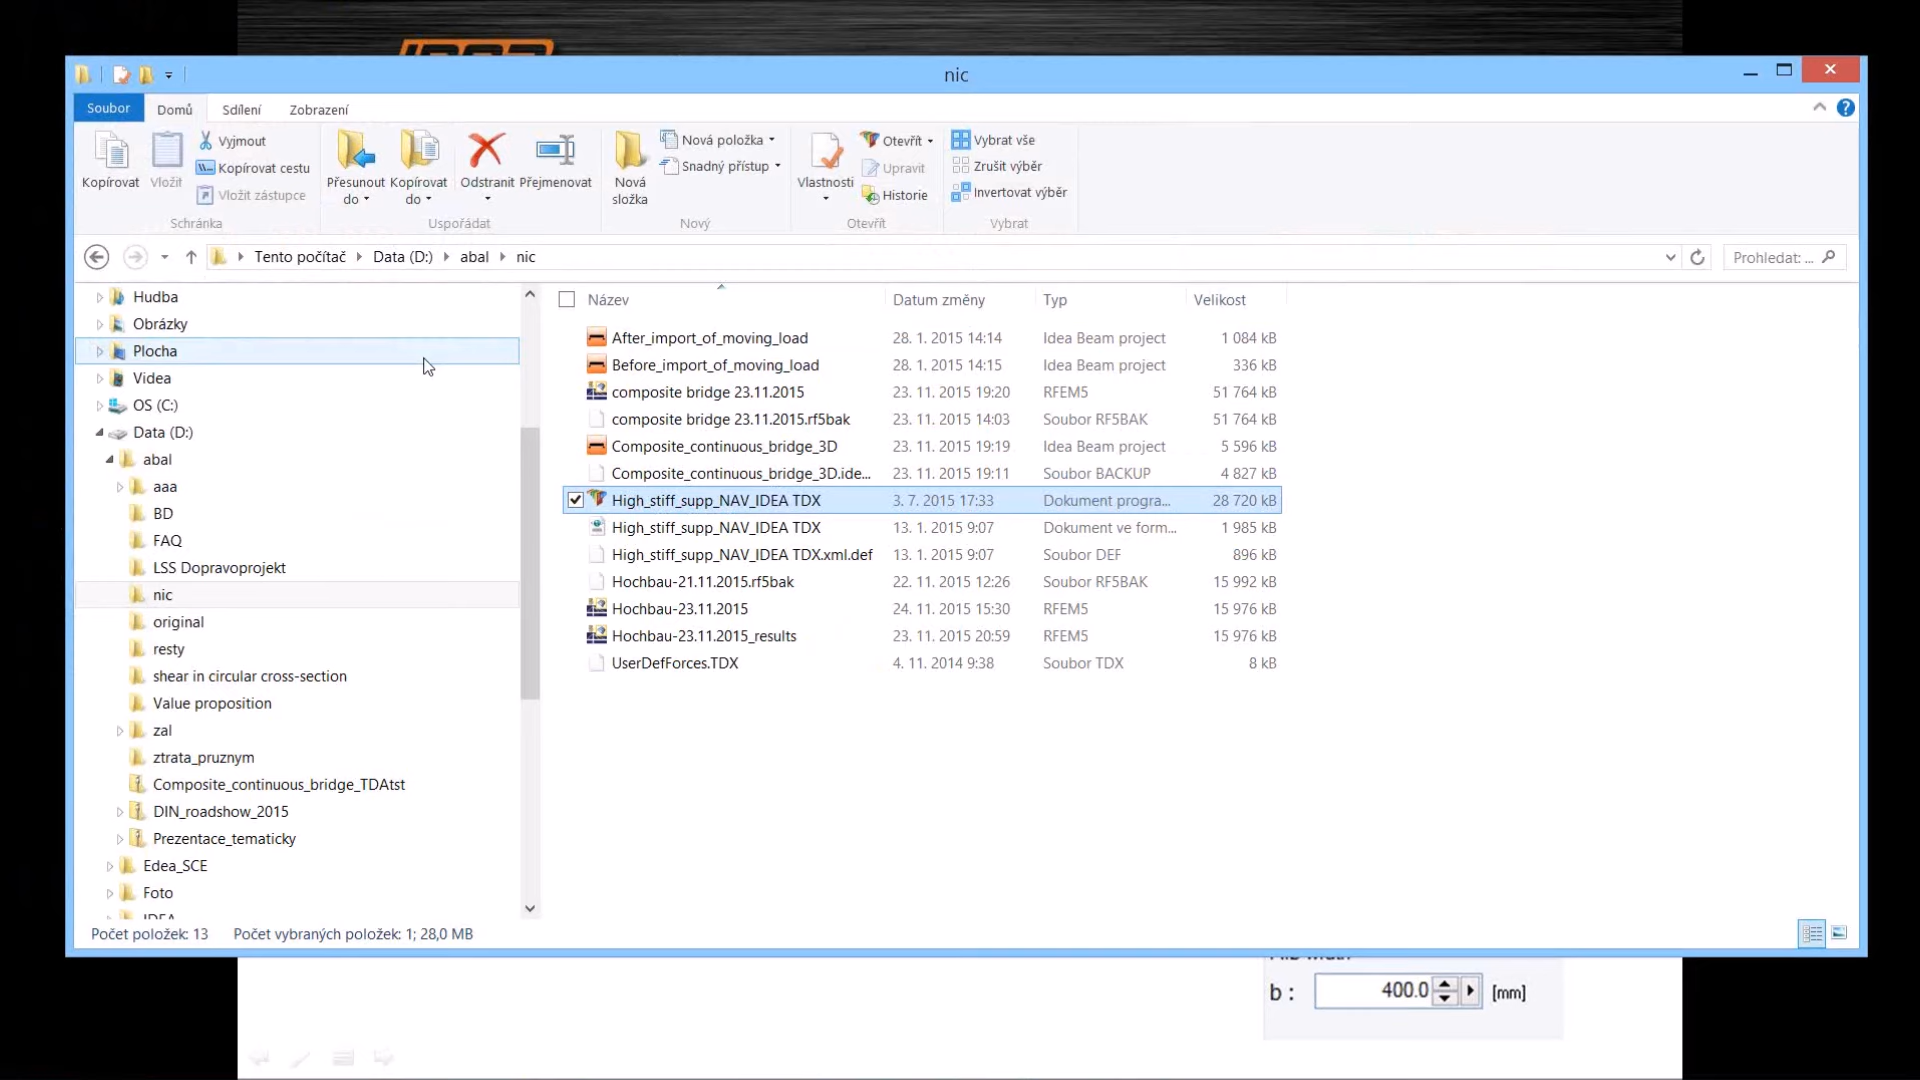 nic
Soubor
Domů
Sdílení
Zobrazení
Kopírovat
Vložit
Vyjmout
Kopírovat cestu
Vložit zástupce
Schránka
Přesunout do
Kopírovat do
Odstranit
Přejmenovat
Uspořádat
Nová složka
Nová položka
Snadný přístup
Nový
Vlastnosti
Otevřít
Upravit
Historie
Otevřít
Vybrat vše
Zrušit výběr
Invertovat výběr
Vybrat
Tento počítač
Data (D:)
abal
nic
Prohledat: ...
Hudba
Obrázky
Plocha
Videa
OS (C:)
Data (D:)
abal
aaa
BD
FAQ
LSS Dopravoprojekt
nic
original
resty
shear in circular cross-section
Value proposition
zal
ztrata_pruznym
Composite_continuous_bridge_TDAtst
DIN_roadshow_2015
Prezentace_tematicky
Edea_SCE
Foto
Název Datum změny Typ Velikost
After_import_of_moving_load 28. 1. 2015 14:14 Idea Beam project 1 084 kB
Before_import_of_moving_load 28. 1. 2015 14:15 Idea Beam project 336 kB
composite bridge 23.11.2015 23. 11. 2015 19:20 RFEM5 51 764 kB
composite bridge 23.11.2015.rf5bak 23. 11. 2015 14:03 Soubor RF5BAK 51 764 kB
Composite_continuous_bridge_3D 23. 11. 2015 19:19 Idea Beam project 5 596 kB
Composite_continuous_bridge_3D.ide... 23. 11. 2015 19:11 Soubor BACKUP 4 827 kB
High_stiff_supp_NAV_IDEA TDX 3. 7. 2015 17:33 Dokument progra... 28 720 kB
High_stiff_supp_NAV_IDEA TDX 13. 1. 2015 9:07 Dokument ve form... 1 985 kB
High_stiff_supp_NAV_IDEA TDX.xml.def 13. 1. 2015 9:07 Soubor DEF 896 kB
Hochbau-21.11.2015.rf5bak 22. 11. 2015 12:26 Soubor RF5BAK 15 992 kB
Hochbau-23.11.2015 24. 11. 2015 15:30 RFEM5 15 976 kB
Hochbau-23.11.2015_results 23. 11. 2015 20:59 RFEM5 15 976 kB
UserDefForces.TDX 4. 11. 2014 9:38 Soubor TDX 8 kB
Počet položek: 13 Počet vybraných položek: 1; 28,0 MB
b : 400.0 [mm]